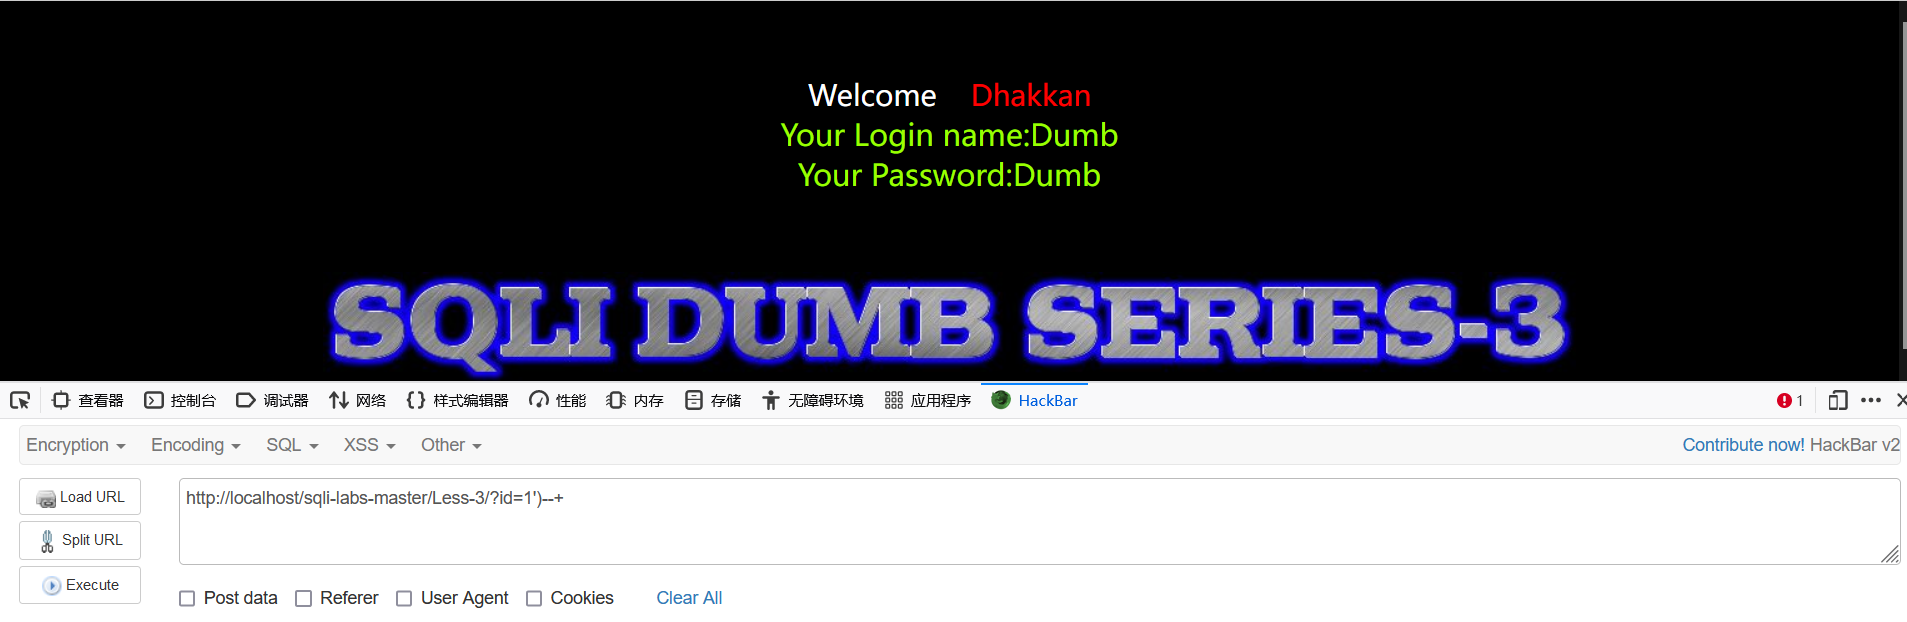 Welcome Dhakkan
Your Login name:Dumb
Your Password:Dumb
SQLI DUMB SERIES-3
查看器 控制台 调试器 网络 样式编辑器 性能 内存 存储 无障碍环境 应用程序 HackBar 1
Encryption Encoding SQL XSS Other Contribute now! HackBar v2
Load URL
http://localhost/sqli-labs-master/Less-3/?id=1')--+
Split URL
Execute
Post data Referer User Agent Cookies Clear All